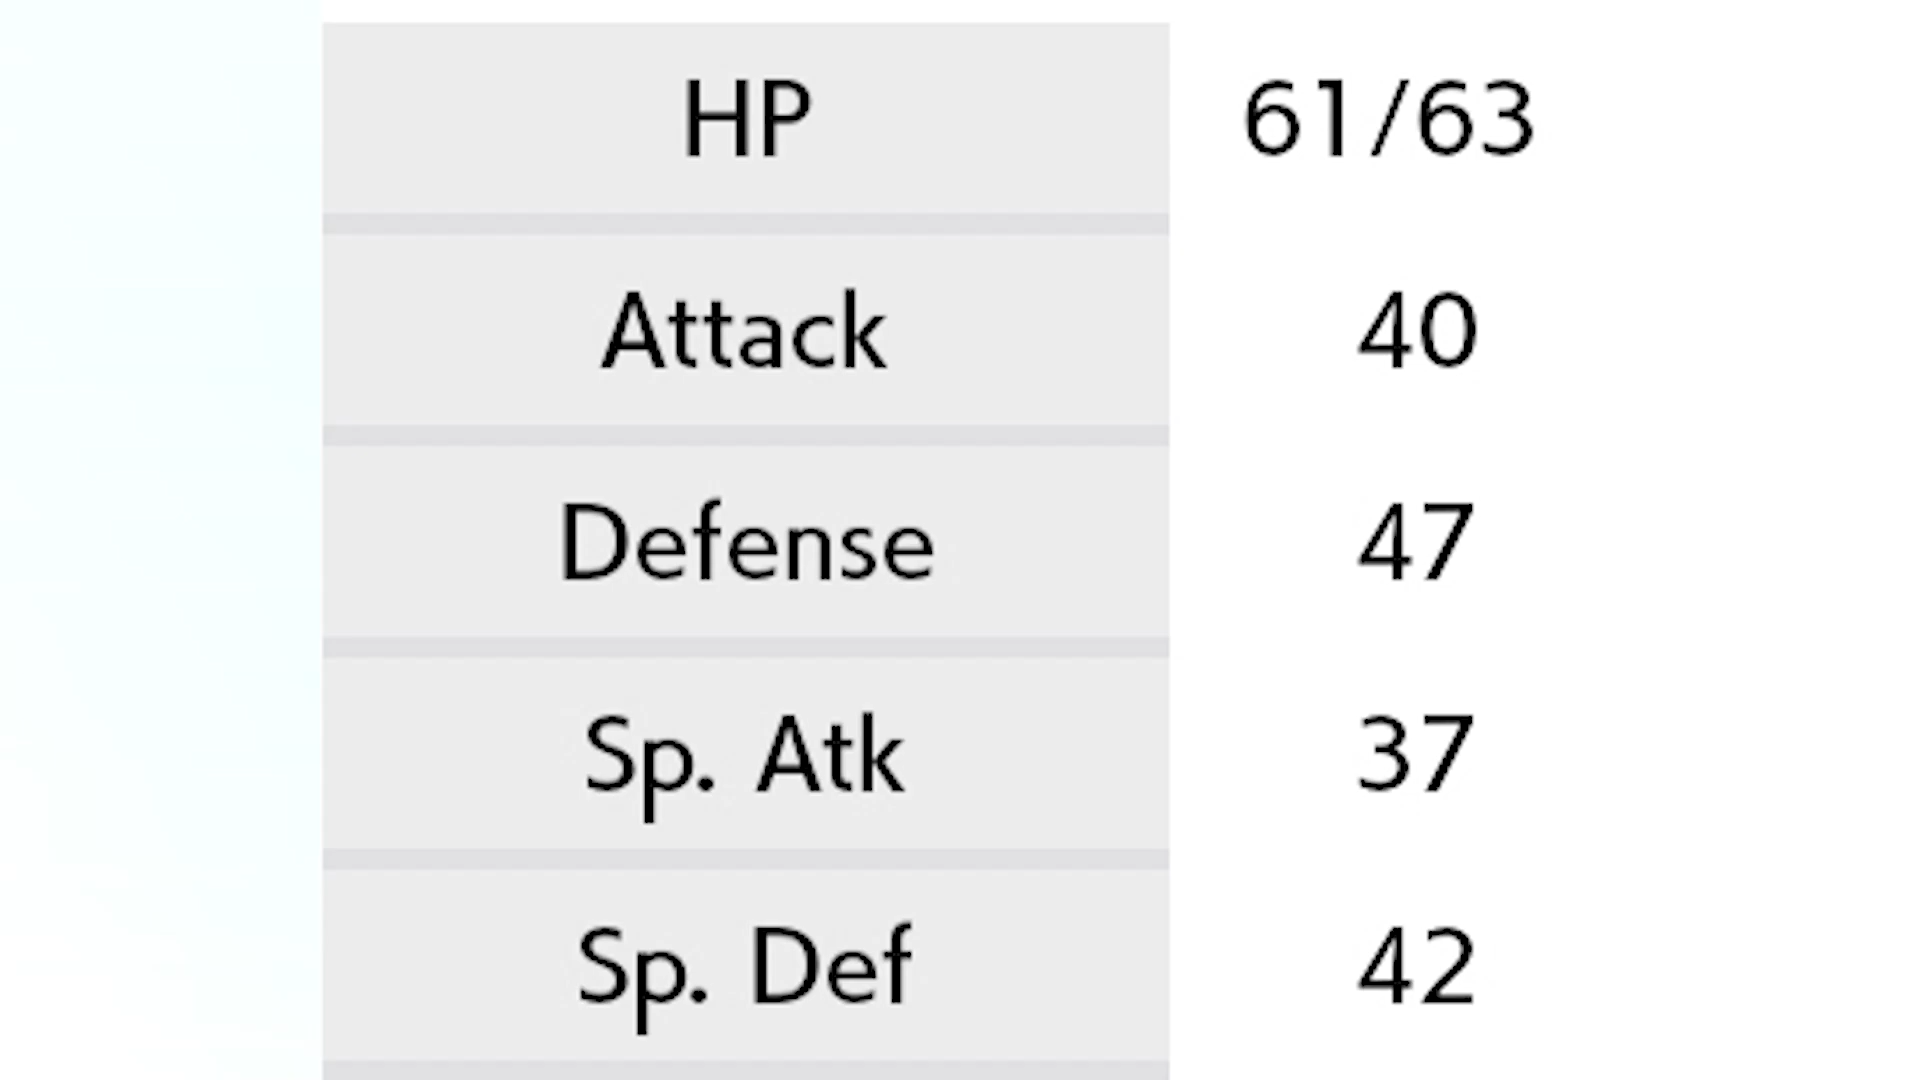 HP 61/63
Attack 40
Defense 47
Sp. Atk 37
Sp. Def 42